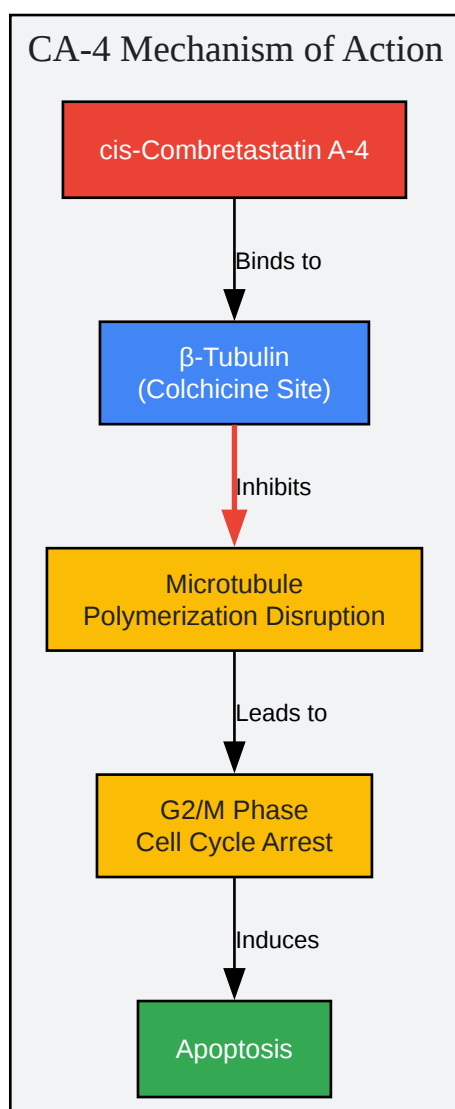 CA-4 Mechanism of Action
cis-Combretastatin A-4
Binds to
β-Tubulin
(Colchicine Site)
Inhibits
Microtubule
Polymerization Disruption
Leads to
G2/M Phase
Cell Cycle Arrest
Induces
Apoptosis